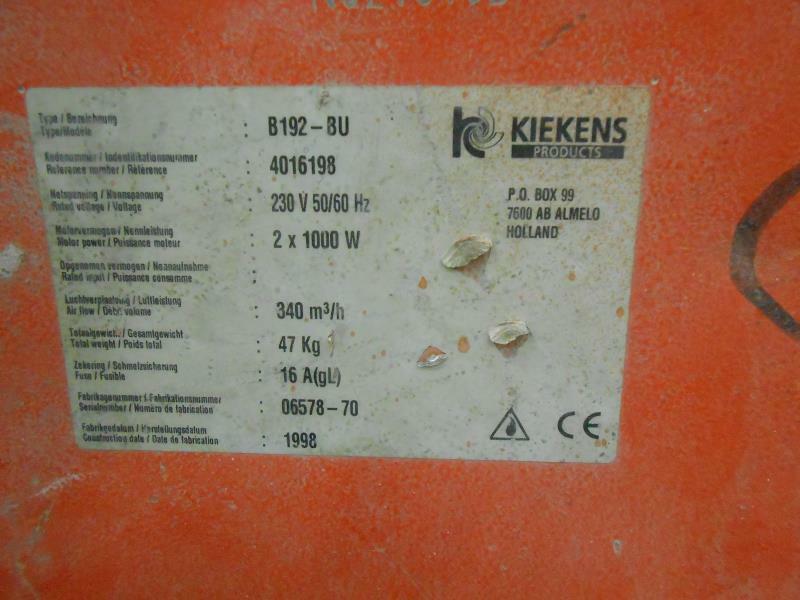 Type / Bezeichnung
Type/Modele : B192-BU
Kodenummer / Indentifikationsnummer
Reference number / Référence : 4016198
Netspanning / Nennspannung
Rated voltage / Voltage : 230 V 50/60 Hz
Motorvermogen / Nennleistung
Motor power / Puissance moteur : 2 x 1000 W
Opgenomen vermogen / Neanaufnahme
Rated input / Puissance consumme :
Luchtverplaatsing / Luftleistung
Air flow / Débit volume : 340 m³/h
Totaalgewicht / Gesamtgewicht
Total weight / Poids total : 47 Kg
Zekering / Schmelzsicherung
Fuse / Fusible : 16 A(gL)
Fabrikagenummer / Fabrikationsnummer
Serialnumber / Numéro de fabrication : 06578-70
Fabrikgedatum / Herstellungsdatum
Construction date / Date de fabrication : 1998
KIEKENS
PRODUCTS
P.O. BOX 99
7600 AB ALMELO
HOLLAND
CE